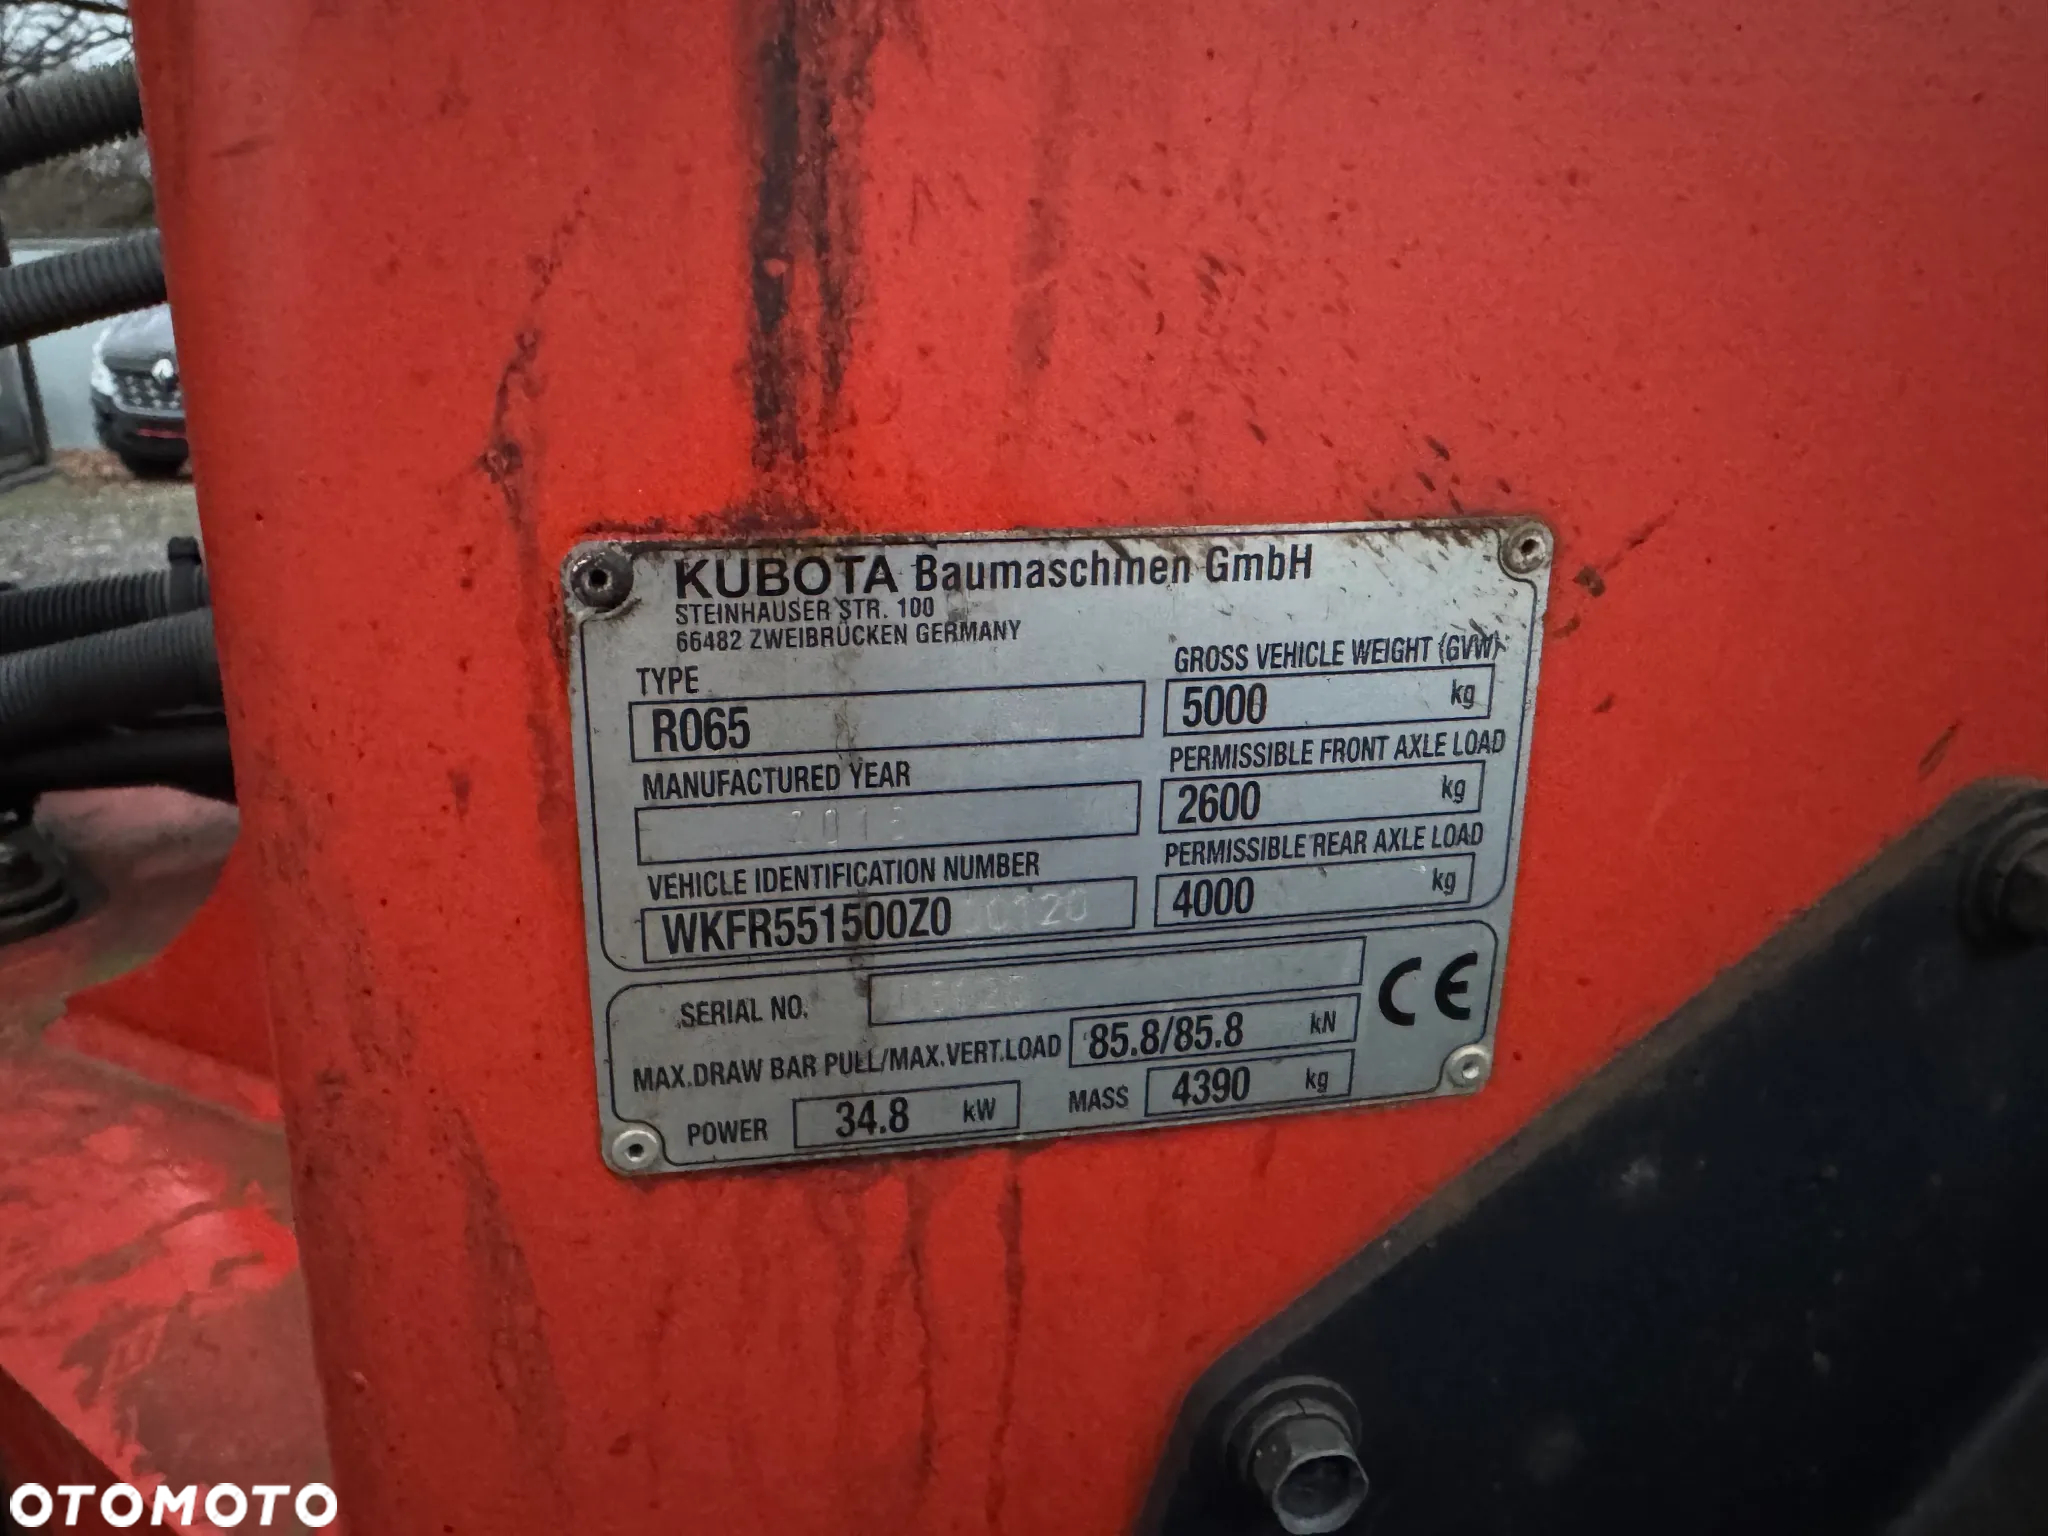 KUBOTA Baumaschinen GmbH
STEINHAUSER STR. 100
66482 ZWEIBRÜCKEN GERMANY
TYPE
R065
MANUFACTURED YEAR
VEHICLE IDENTIFICATION NUMBER
WKFR551500Z000120
GROSS VEHICLE WEIGHT (GVW)
5000 kg
PERMISSIBLE FRONT AXLE LOAD
2600 kg
PERMISSIBLE REAR AXLE LOAD
4000 kg
SERIAL NO.
MAX.DRAW BAR PULL/MAX.VERT.LOAD 85.8/85.8 kN
POWER 34.8 kW MASS 4390 kg
CE
OTOMOTO